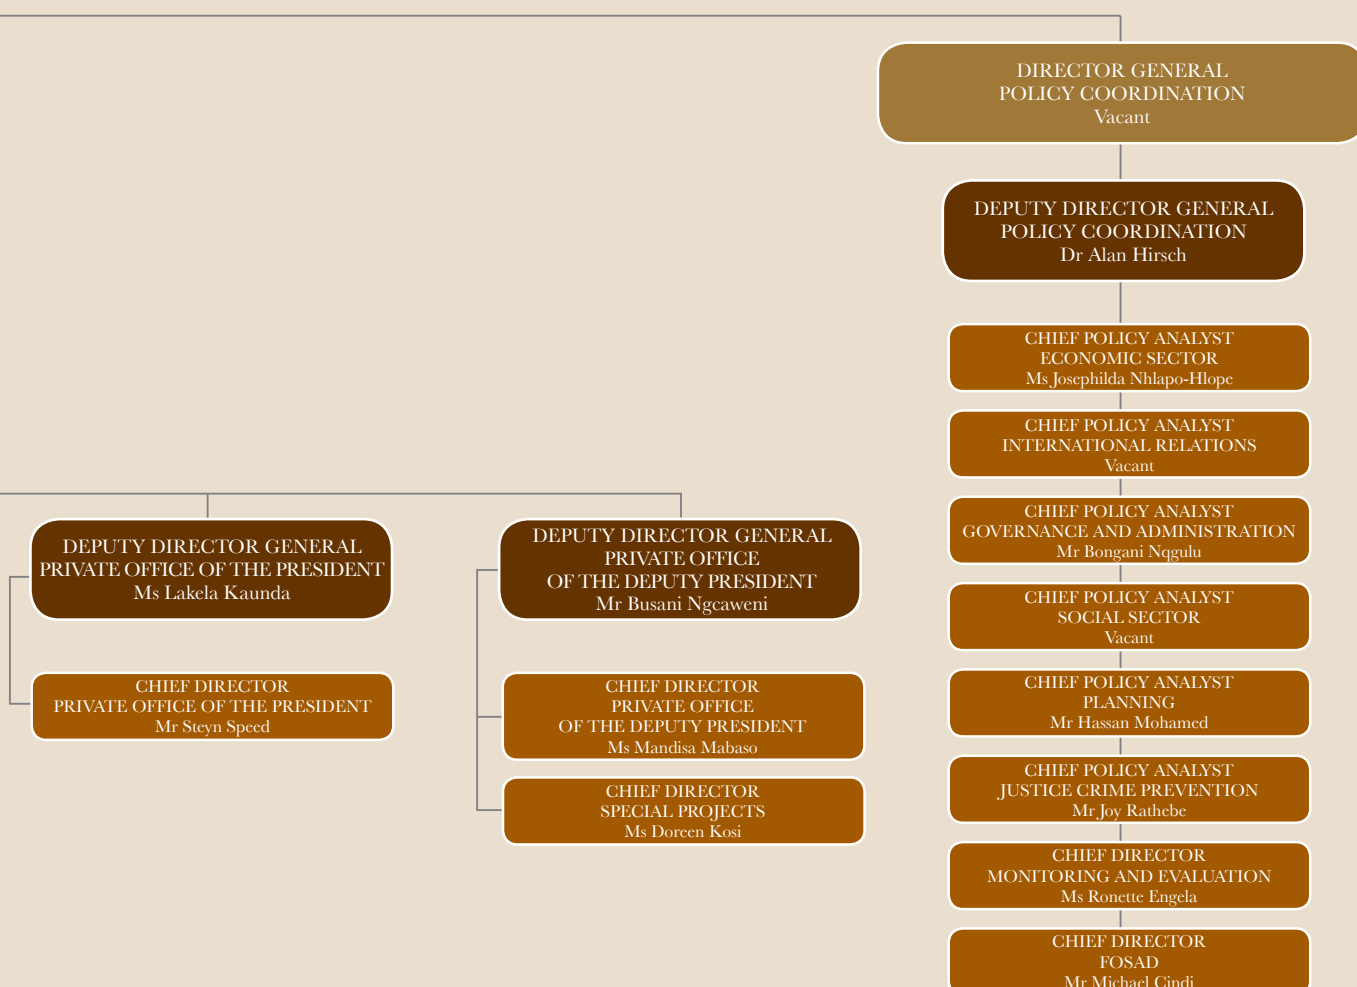 DIRECTOR GENERAL
POLICY COORDINATION
Vacant
DEPUTY DIRECTOR GENERAL
POLICY COORDINATION
Dr Alan Hirsch
CHIEF POLICY ANALYST
ECONOMIC SECTOR
Ms Josephilda Nhlapo-Hlope
CHIEF POLICY ANALYST
INTERNATIONAL RELATIONS
Vacant
CHIEF POLICY ANALYST
GOVERNANCE AND ADMINISTRATION
Mr Bongani Nqgulu
CHIEF POLICY ANALYST
SOCIAL SECTOR
Vacant
CHIEF POLICY ANALYST
PLANNING
Mr Hassan Mohamed
CHIEF POLICY ANALYST
JUSTICE CRIME PREVENTION
Mr Joy Rathebe
CHIEF DIRECTOR
MONITORING AND EVALUATION
Ms Ronette Engela
CHIEF DIRECTOR
FOSAD
Mr Michael Cindi
DEPUTY DIRECTOR GENERAL
PRIVATE OFFICE OF THE PRESIDENT
Ms Lakela Kaunda
CHIEF DIRECTOR
PRIVATE OFFICE OF THE PRESIDENT
Mr Steyn Speed
DEPUTY DIRECTOR GENERAL
PRIVATE OFFICE
OF THE DEPUTY PRESIDENT
Mr Busani Ngcaweni
CHIEF DIRECTOR
PRIVATE OFFICE
OF THE DEPUTY PRESIDENT
Ms Mandisa Mabaso
CHIEF DIRECTOR
SPECIAL PROJECTS
Ms Doreen Kosi